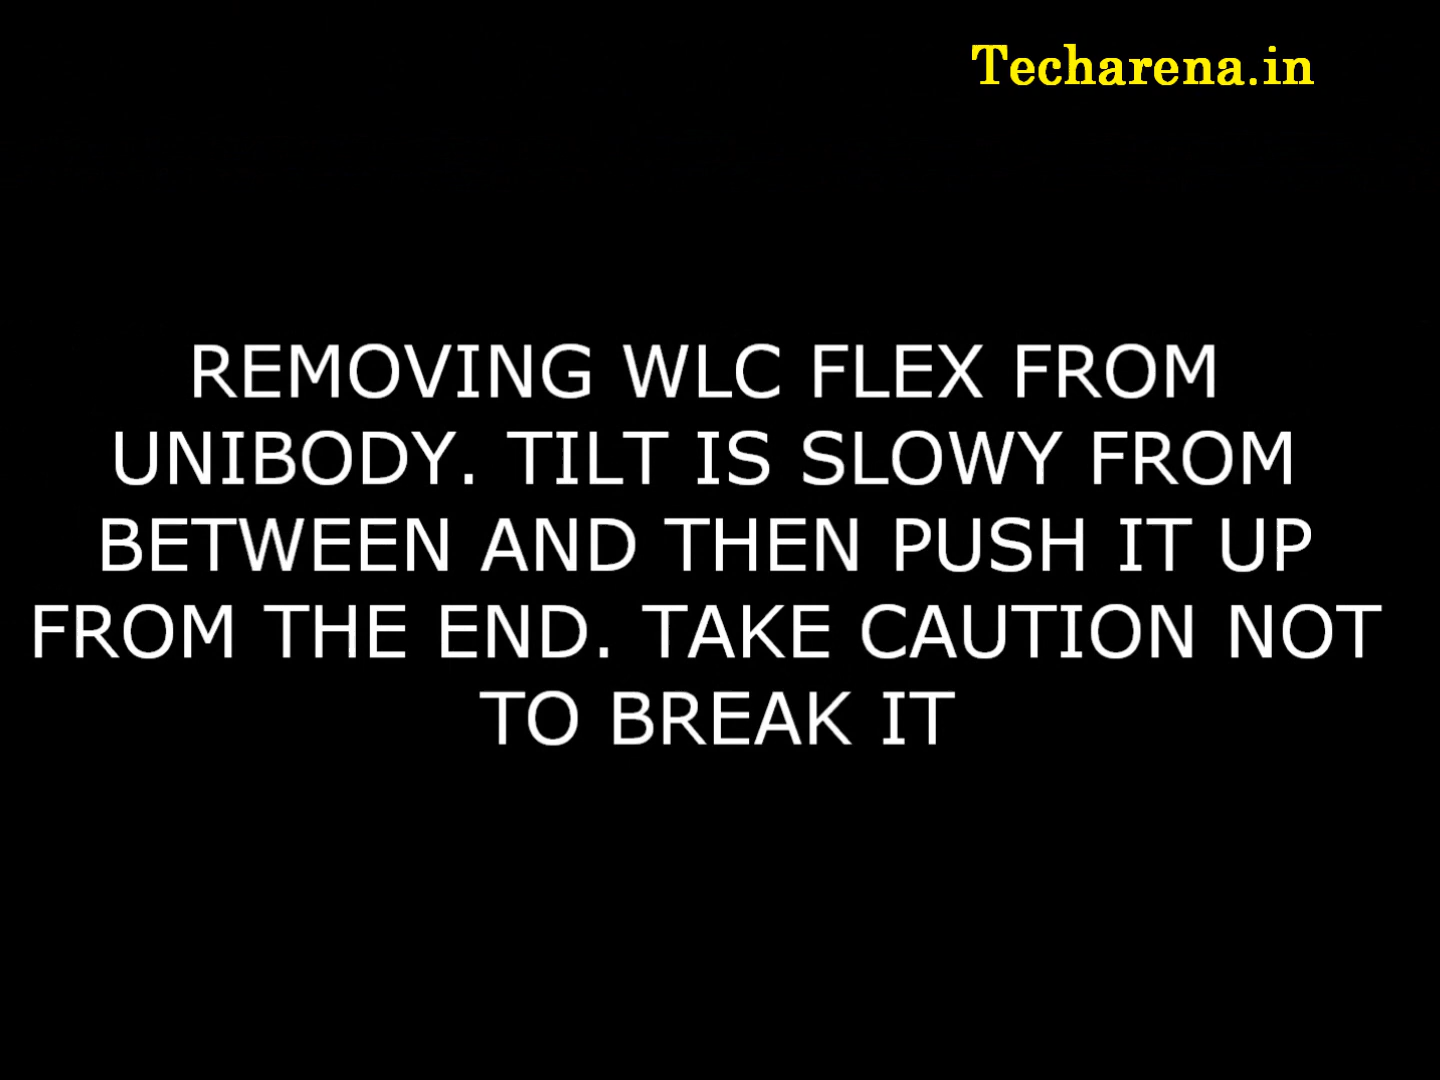 Techarena.in
REMOVING WLC FLEX FROM
UNIBODY. TILT IS SLOWY FROM
BETWEEN AND THEN PUSH IT UP
FROM THE END. TAKE CAUTION NOT
TO BREAK IT